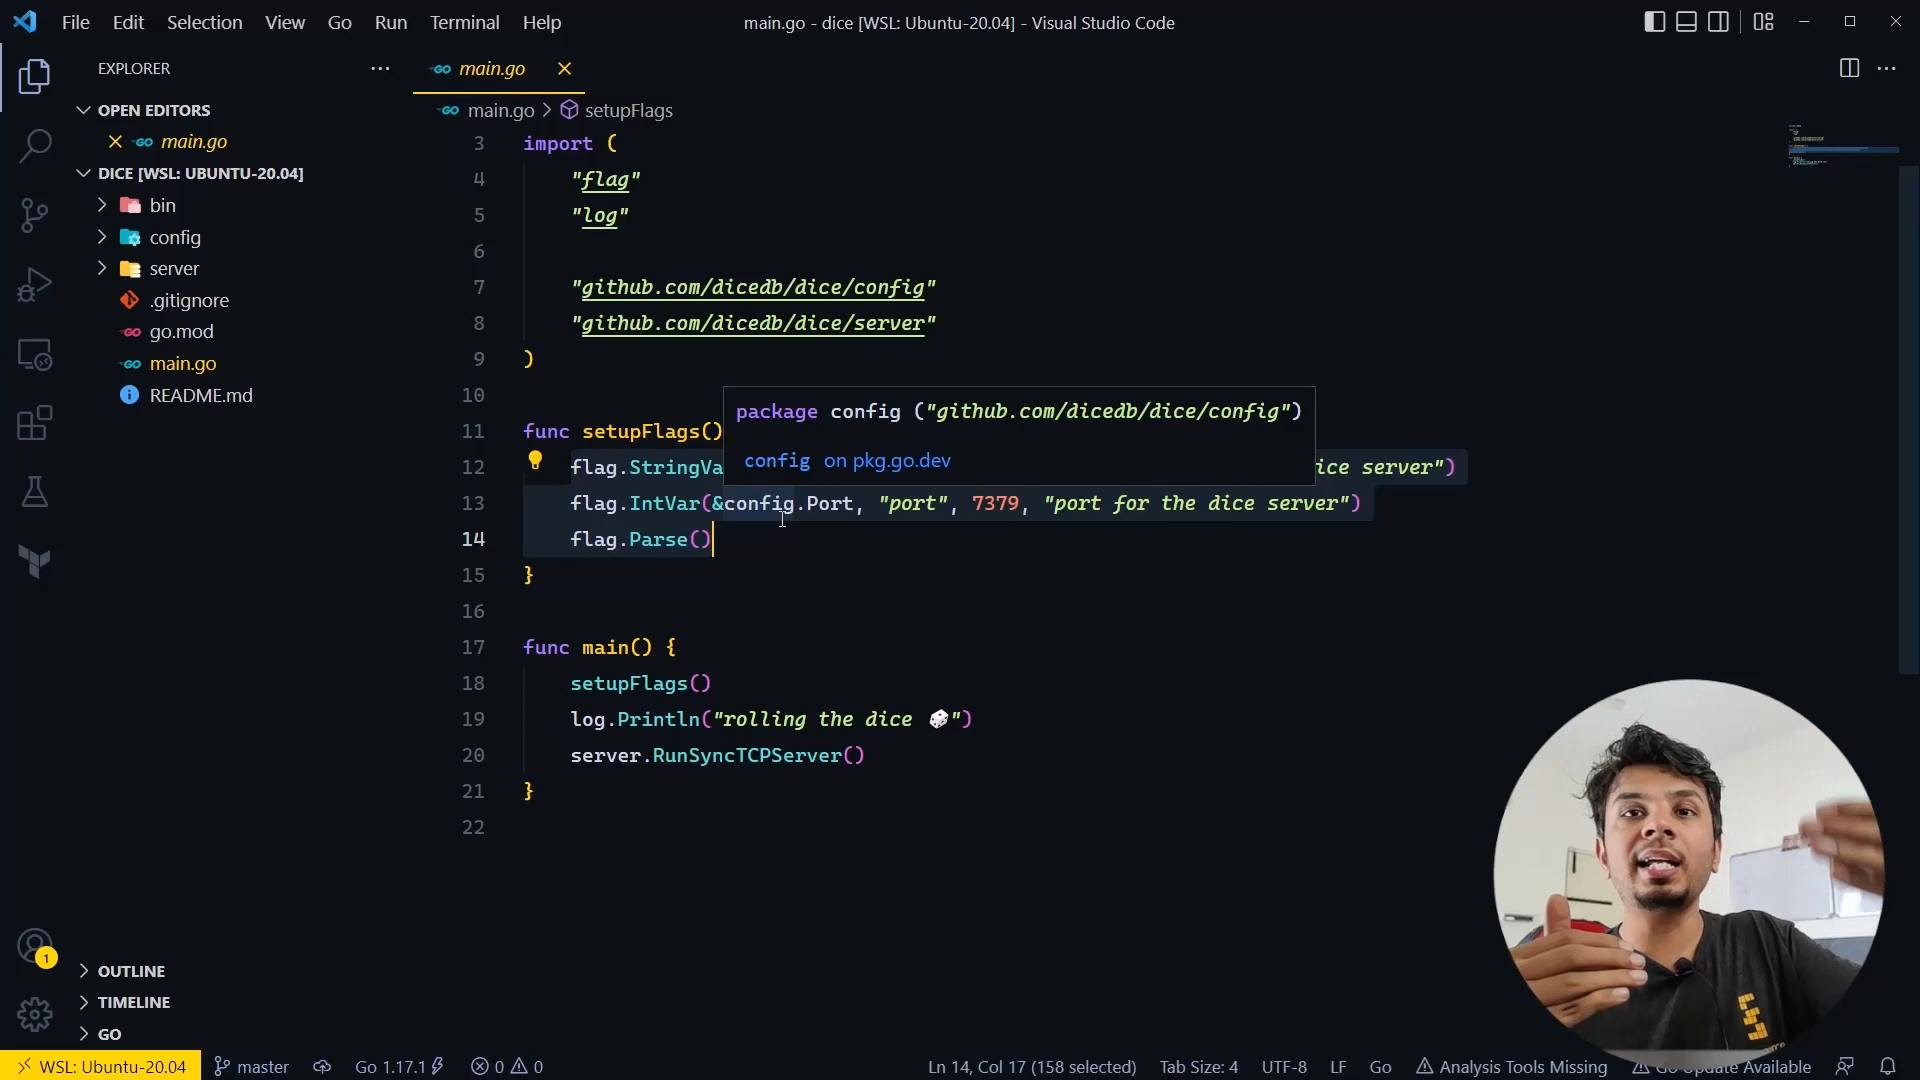 File Edit Selection View Go Run Terminal Help
main.go - dice [WSL: Ubuntu-20.04] - Visual Studio Code
EXPLORER
OPEN EDITORS
main.go
DICE [WSL: UBUNTU-20.04]
bin
config
server
.gitignore
go.mod
main.go
README.md
OUTLINE
TIMELINE
GO
main.go
main.go > setupFlags
3 import (
4 "flag"
5 "log"
6
7 "github.com/dicedb/dice/config"
8 "github.com/dicedb/dice/server"
9 )
10
package config ("github.com/dicedb/dice/config")
config on pkg.go.dev
11 func setupFlags()
12 flag.StringVa ice server")
13 flag.IntVar(&config.Port, "port", 7379, "port for the dice server")
14 flag.Parse()
15 }
16
17 func main() {
18 setupFlags()
19 log.Println("rolling the dice 🎲")
20 server.RunSyncTCPServer()
21 }
22
1
WSL: Ubuntu-20.04 master Go 1.17.1 0 0 Ln 14, Col 17 (158 selected) Tab Size: 4 UTF-8 LF Go Analysis Tools Missing Go Update Available